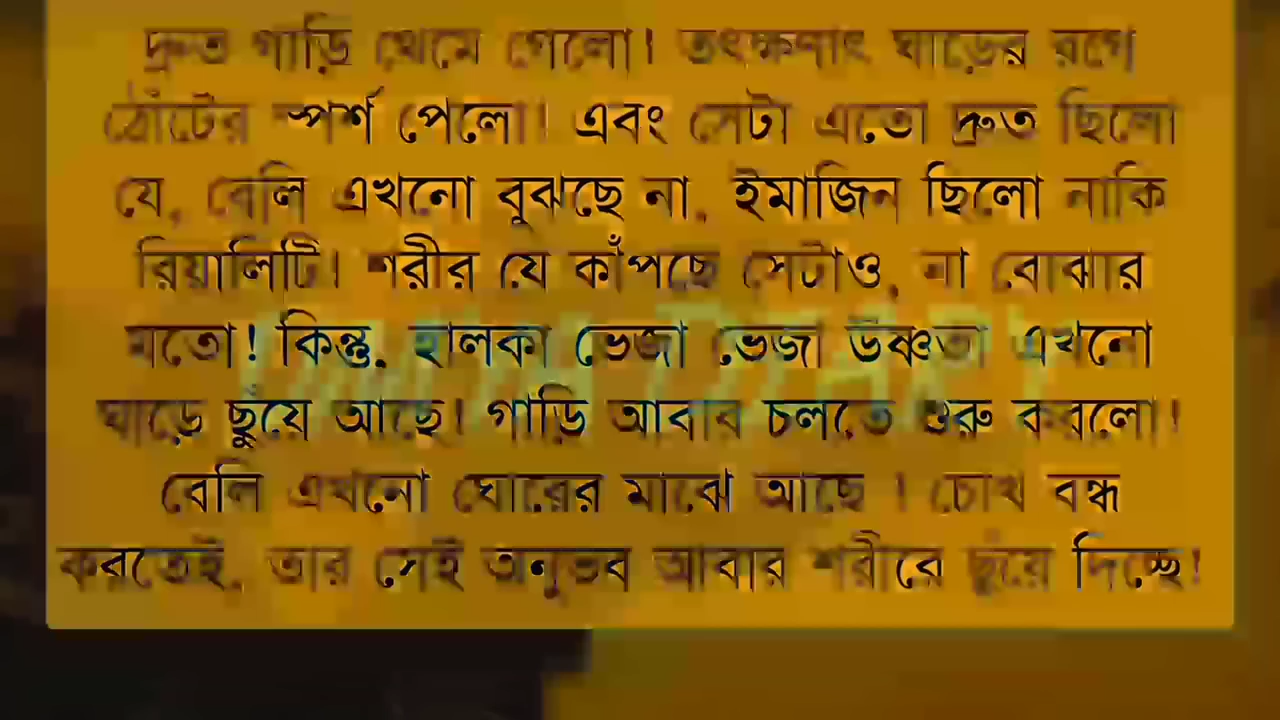 দ্রুত গাড়ি থেমে গেলো! তৎক্ষণাৎ ঘাড়ের রগে
ঠোঁটের স্পর্শ পেলো! এবং সেটা এতো দ্রুত ছিলো
যে, বেলি এখনো বুঝছে না, ইমাজিন ছিলো নাকি
রিয়ালিটি! শরীর যে কাঁপছে সেটাও, না বোঝার
মতো! কিন্তু, হালকা ভেজা ভেজা উষ্ণতা এখনো
ঘাড়ে ছুঁয়ে আছে! গাড়ি আবার চলতে শুরু করলো!
বেলি এখনো ঘোরের মাঝে আছে । চোখ বন্ধ
করতেই, তার সেই অনুভব আবার শরীরে ছুঁয়ে দিচ্ছে!